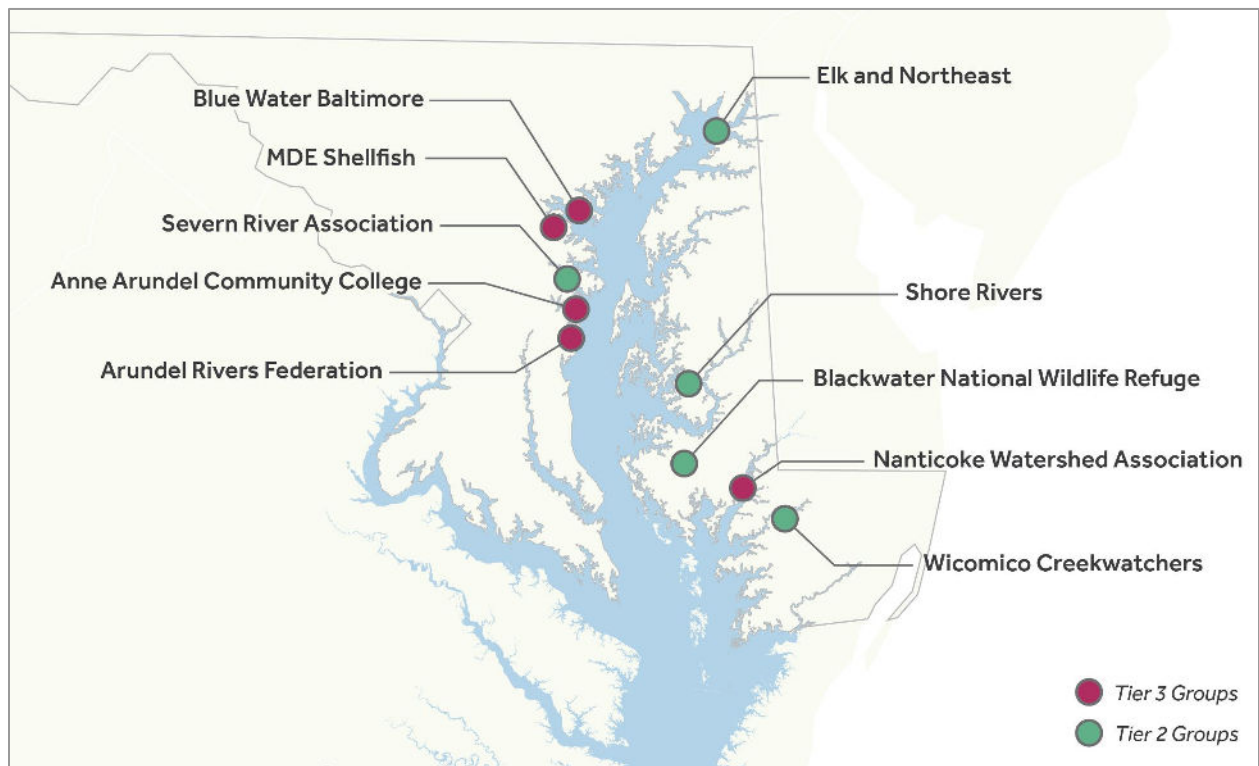 Elk and Northeast
Blue Water Baltimore
MDE Shellfish
Severn River Association
Anne Arundel Community College
Shore Rivers
Arundel Rivers Federation
Blackwater National Wildlife Refuge
Nanticoke Watershed Association
Wicomico Creekwatchers
Tier 3 Groups
Tier 2 Groups